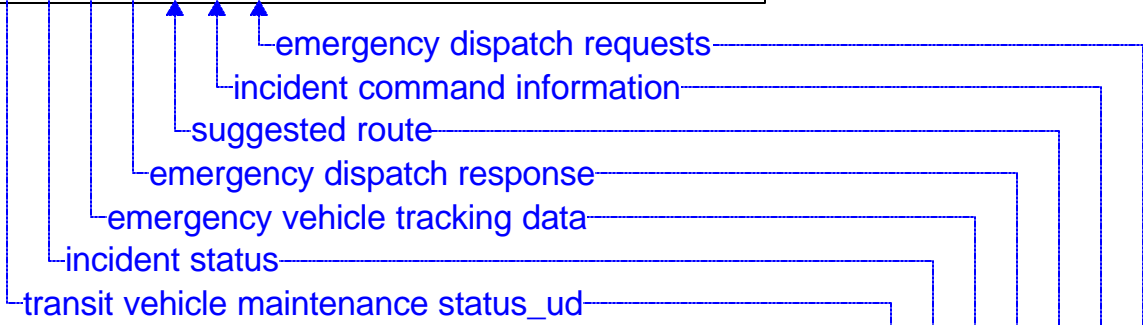 emergency dispatch requests
incident command information
suggested route
emergency dispatch response
emergency vehicle tracking data
incident status
transit vehicle maintenance status_ud